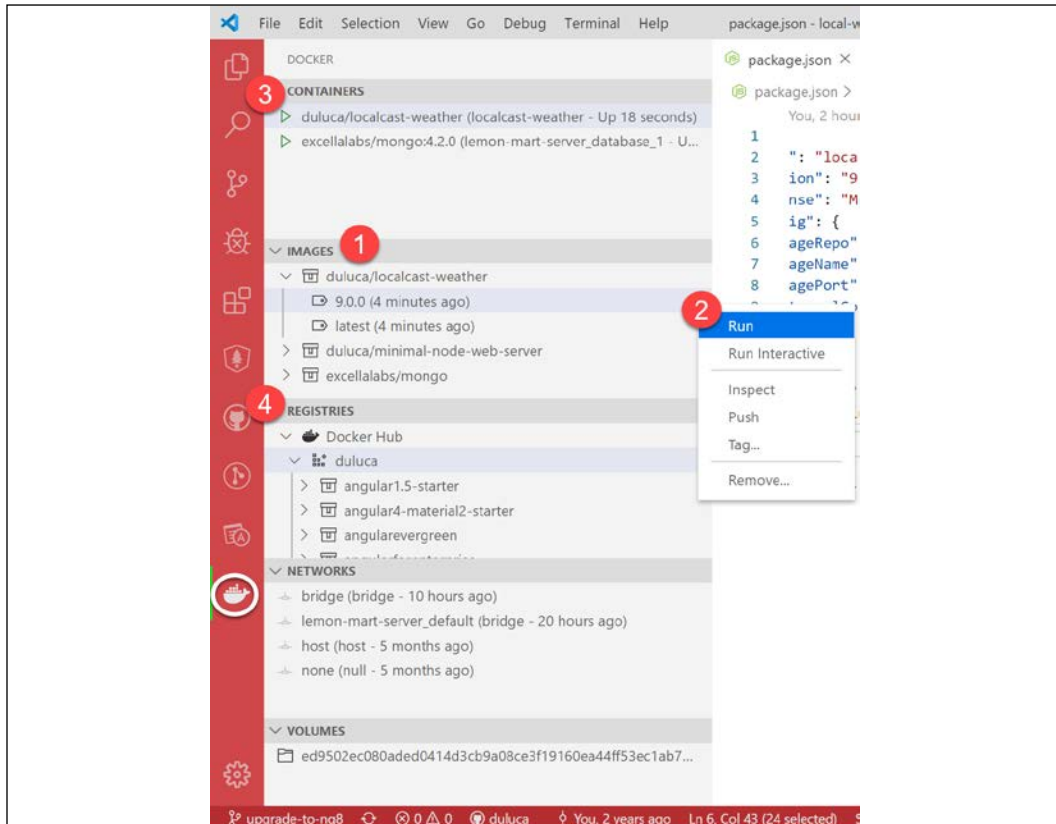 File Edit Selection View Go Debug Terminal Help package.json - local-w
DOCKER
3
CONTAINERS
duluca/localcast-weather (localcast-weather - Up 18 seconds)
excellalabs/mongo:4.2.0 (lemon-mart-server_database_1 - U...
1
IMAGES
duluca/localcast-weather
9.0.0 (4 minutes ago)
latest (4 minutes ago)
duluca/minimal-node-web-server
excellalabs/mongo
4
REGISTRIES
Docker Hub
duluca
angular1.5-starter
angular4-material2-starter
angularevergreen
NETWORKS
bridge (bridge - 10 hours ago)
lemon-mart-server_default (bridge - 20 hours ago)
host (host - 5 months ago)
none (null - 5 months ago)
VOLUMES
ed9502ec080aded0414d3cb9a08ce3f19160ea44ff53ec1ab7...
package.json
package.json >
You, 2 hour
1
2 ": "loca
3 ion": "9
4 nse": "M
5 ig": {
6 ageRepo"
7 ageName"
8 agePort"
2
Run
Run Interactive
Inspect
Push
Tag...
Remove...
upgrade-to-ng8 0 0 duluca You, 2 years ago Ln 6, Col 43 (24 selected)